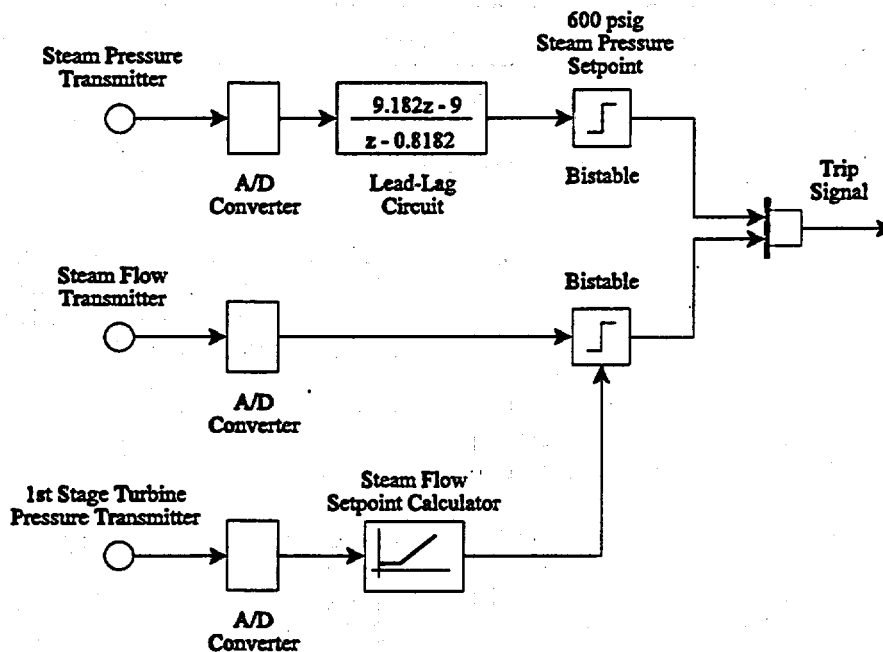 600 psig
Steam Pressure
Setpoint
Steam Pressure
Transmitter
9.182z - 9
z - 0.8182
A/D
Converter
Lead-Lag
Circuit
Bistable
Trip
Signal
Steam Flow
Transmitter
Bistable
A/D
Converter
1st Stage Turbine
Pressure Transmitter
Steam Flow
Setpoint Calculator
A/D
Converter